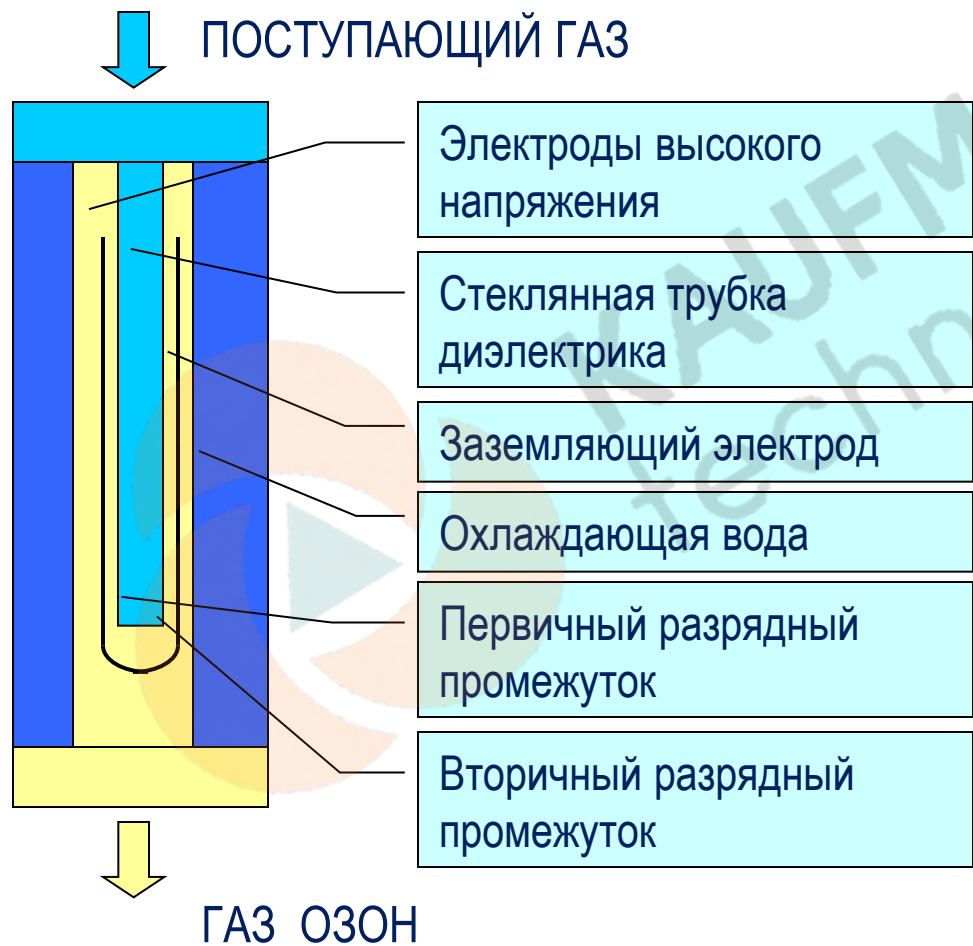 ПОСТУПАЮЩИЙ ГАЗ
Электроды высокого
напряжения
Стеклянная трубка
диэлектрика
Заземляющий электрод
Охлаждающая вода
Первичный разрядный
промежуток
Вторичный разрядный
промежуток
ГАЗ ОЗОН